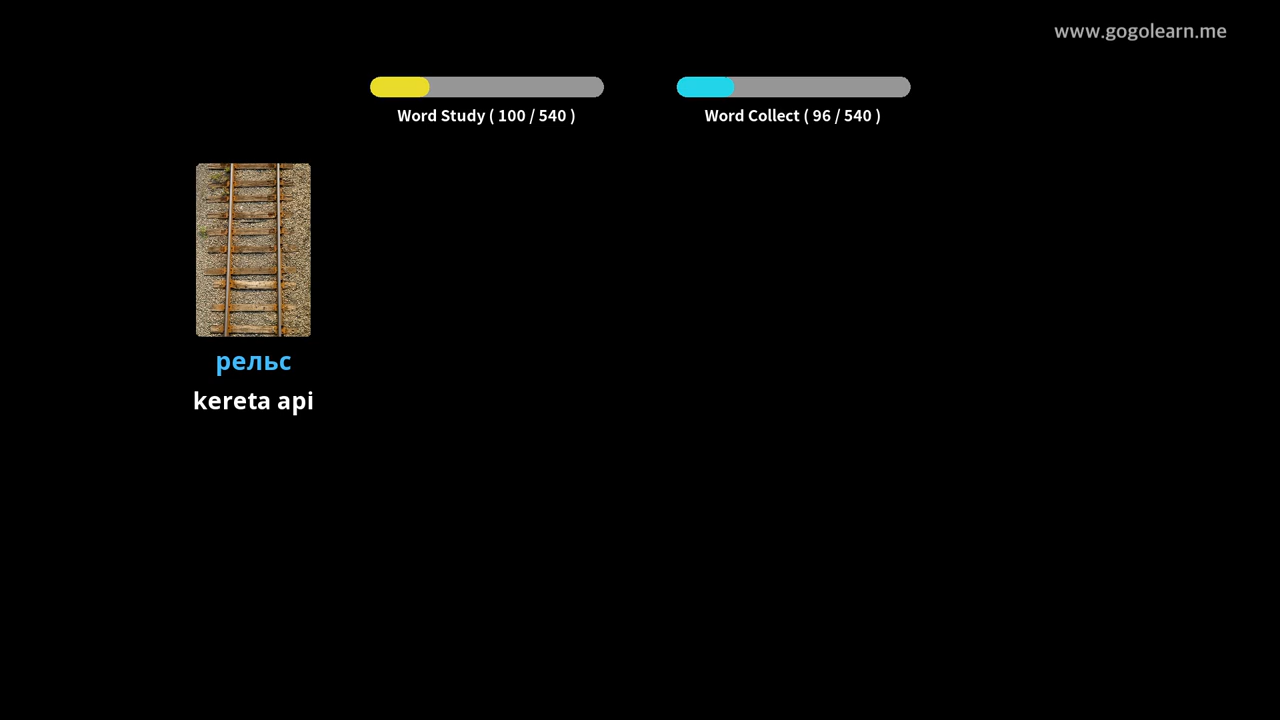 www.gogolearn.me
Word Study ( 100 / 540 )
Word Collect ( 96 / 540 )
рельс
kereta api